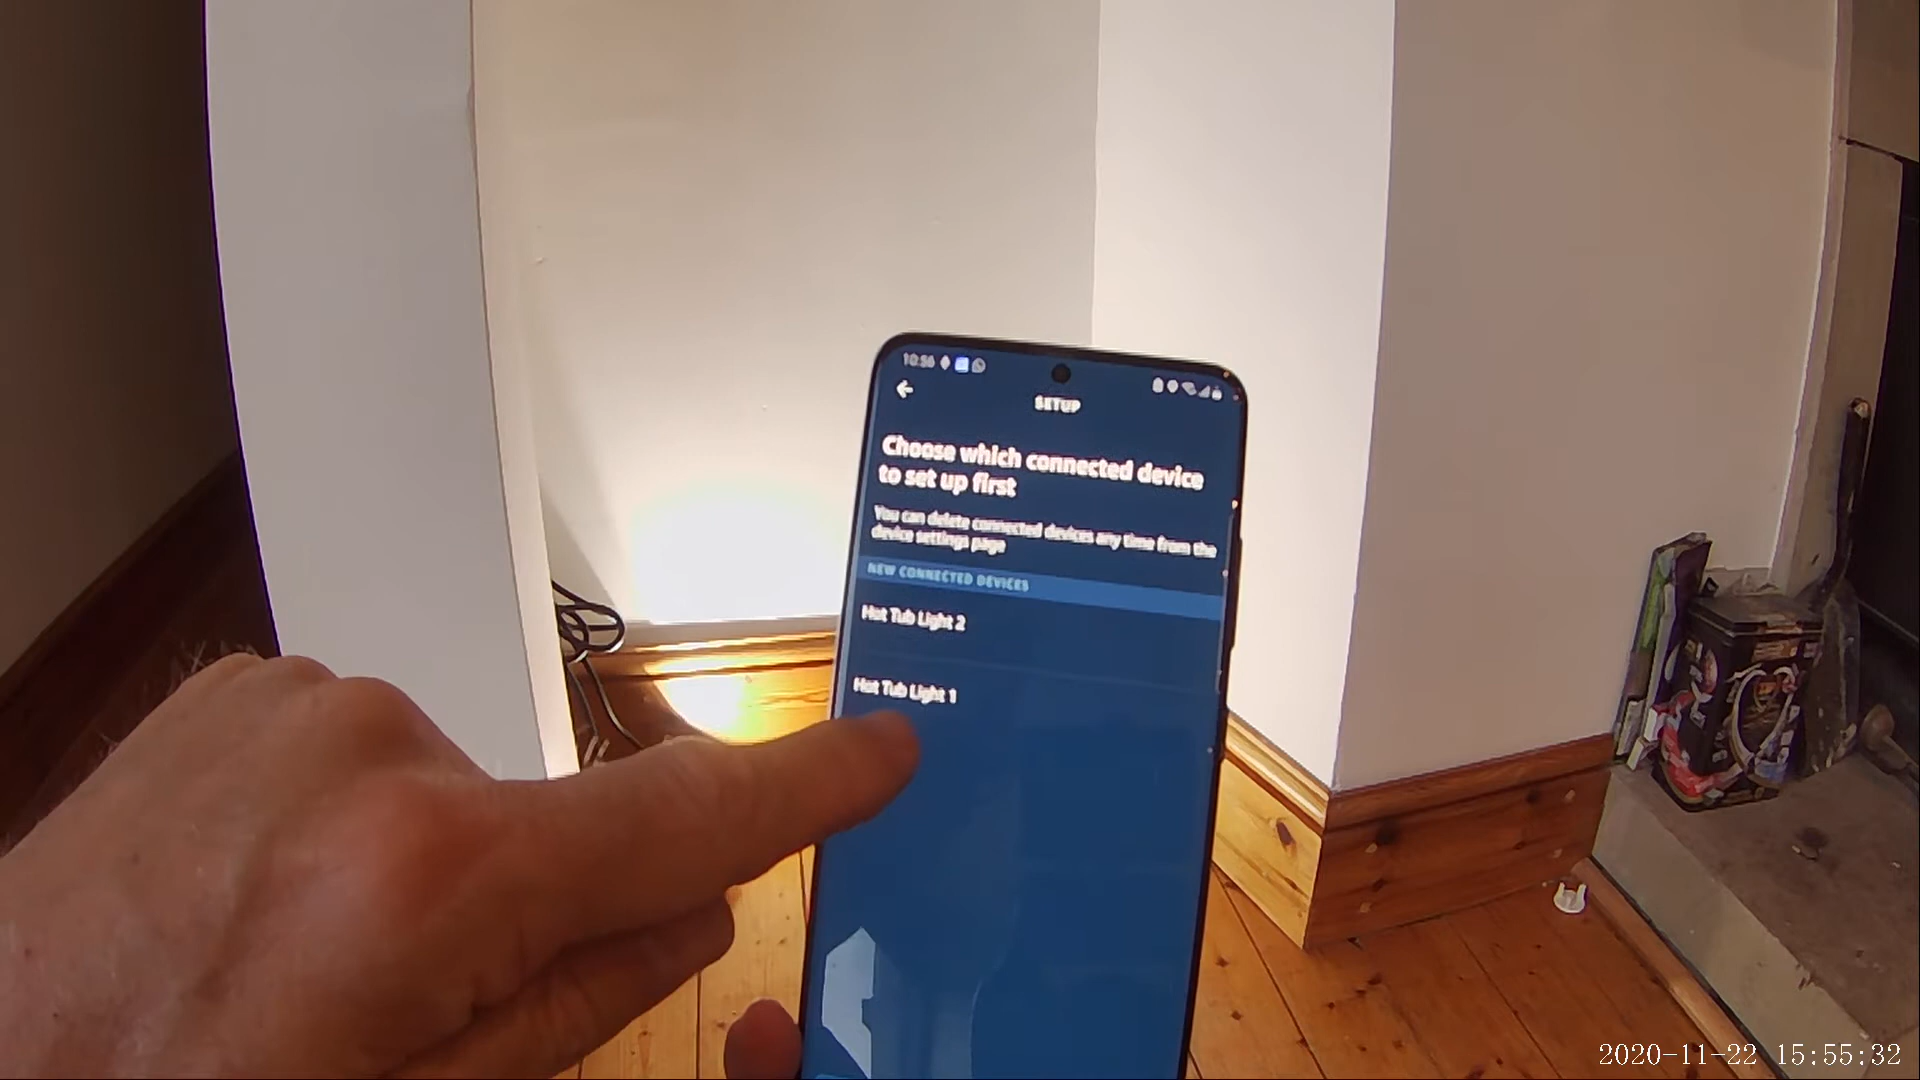 10:56
SETUP
Choose which connected device
to set up first
You can delete connected devices any time from the
device settings page
NEW CONNECTED DEVICES
Hot Tub Light 2
Hot Tub Light 1
2020-11-22 15:55:32